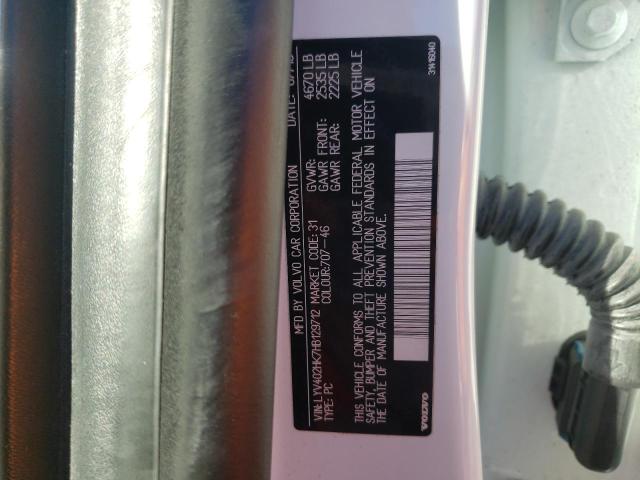 MFD BY VOLVO CAR CORPORATION DATE:
VIN: LYV402HK7HB129712 MARKET CODE: 31
TYPE: PC COLOUR:707-46
GVWR: 4670 LB
GAWR FRONT: 2535 LB
GAWR REAR: 2225 LB
THIS VEHICLE CONFORMS TO ALL APPLICABLE FEDERAL MOTOR VEHICLE
SAFETY, BUMPER AND THEFT PREVENTION STANDARDS IN EFFECT ON
THE DATE OF MANUFACTURE SHOWN ABOVE.
VOLVO
31416040